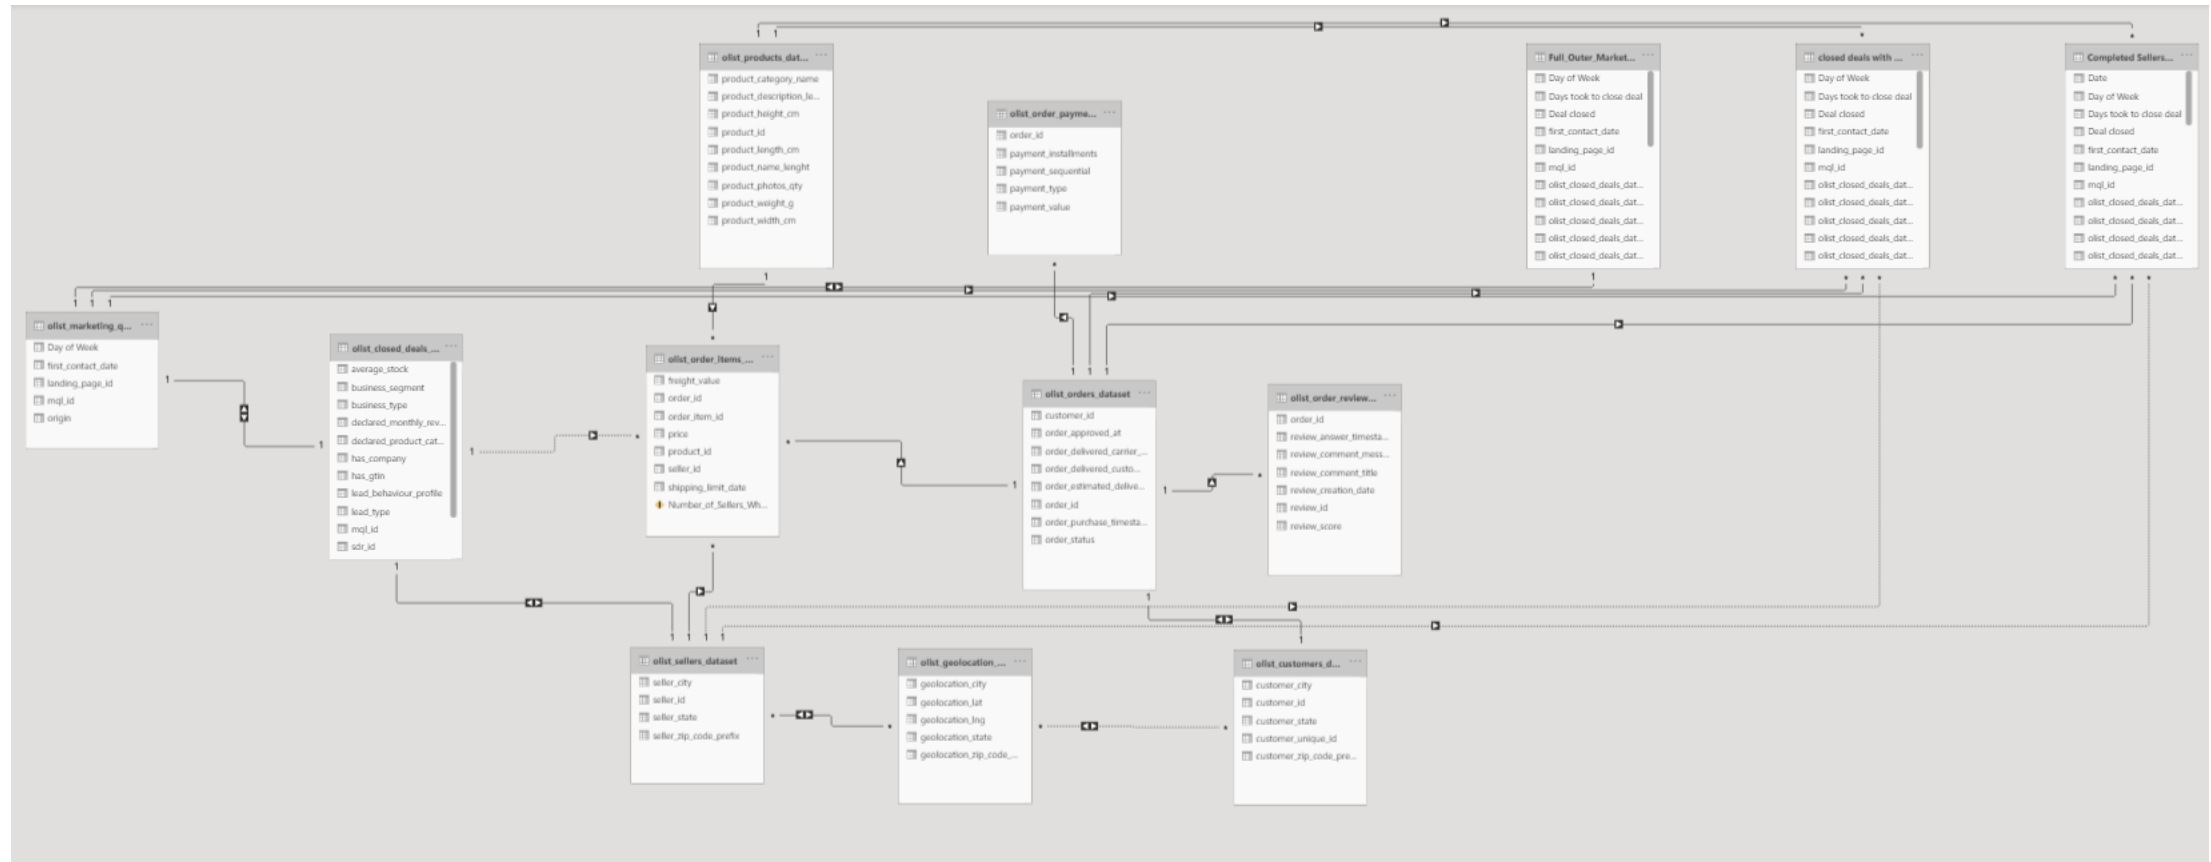 olist_products_dat...
product_category_name
product_description_le...
product_height_cm
product_id
product_length_cm
product_name_lenght
product_photos_qty
product_weight_g
product_width_cm
olist_order_payme...
order_id
payment_installments
payment_sequential
payment_type
payment_value
Full_Outer_Market...
Day of Week
Days took to close deal
Deal closed
first_contact_date
landing_page_id
mql_id
olist_closed_deals_dat...
olist_closed_deals_dat...
olist_closed_deals_dat...
olist_closed_deals_dat...
olist_closed_deals_dat...
closed deals with ...
Day of Week
Days took to close deal
Deal closed
first_contact_date
landing_page_id
mql_id
olist_closed_deals_dat...
olist_closed_deals_dat...
olist_closed_deals_dat...
olist_closed_deals_dat...
olist_closed_deals_dat...
Completed Sellers...
Date
Day of Week
Days took to close deal
Deal closed
first_contact_date
landing_page_id
mql_id
olist_closed_deals_dat...
olist_closed_deals_dat...
olist_closed_deals_dat...
olist_closed_deals_dat...
olist_marketing_q...
Day of Week
first_contact_date
landing_page_id
mql_id
origin
olist_closed_deals_...
average_stock
business_segment
business_type
declared_monthly_rev...
declared_product_cat...
has_company
has_gtin
lead_behaviour_profile
lead_type
mql_id
sdr_id
olist_order_items_...
freight_value
order_id
order_item_id
price
product_id
seller_id
shipping_limit_date
Number_of_Sellers_Wh...
olist_orders_dataset
customer_id
order_approved_at
order_delivered_carrier_...
order_delivered_custo...
order_estimated_delive...
order_id
order_purchase_timesta...
order_status
olist_order_review...
order_id
review_answer_timesta...
review_comment_mess...
review_comment_title
review_creation_date
review_id
review_score
olist_sellers_dataset
seller_city
seller_id
seller_state
seller_zip_code_prefix
olist_geolocation_...
geolocation_city
geolocation_lat
geolocation_lng
geolocation_state
geolocation_zip_code_...
olist_customers_d...
customer_city
customer_id
customer_state
customer_unique_id
customer_zip_code_pre...